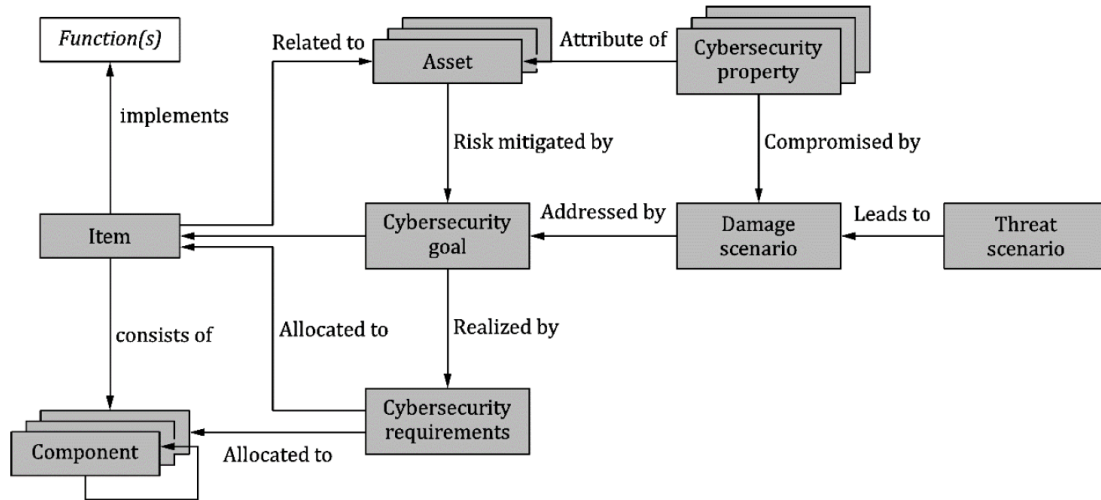 Function(s)
Related to
Asset
Attribute of
Cybersecurity
property
implements
Risk mitigated by
Compromised by
Item
Cybersecurity
goal
Addressed by
Damage
scenario
Leads to
Threat
scenario
consists of
Allocated to
Realized by
Component
Allocated to
Cybersecurity
requirements